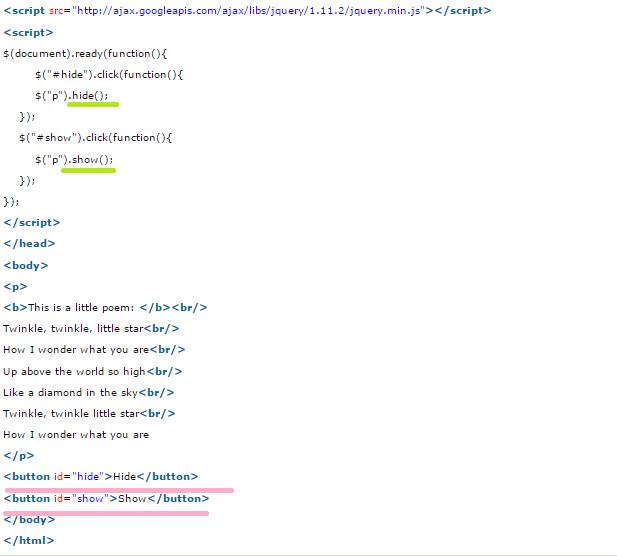 <script src="http://ajax.googleapis.com/ajax/libs/jquery/1.11.2/jquery.min.js"></script>
<script>
$(document).ready(function(){
$("#hide").click(function(){
$("p").hide();
});
$("#show").click(function(){
$("p").show();
});
});
</script>
</head>
<body>
<p>
<b>This is a little poem: </b><br/>
Twinkle, twinkle, little star<br/>
How I wonder what you are<br/>
Up above the world so high<br/>
Like a diamond in the sky<br/>
Twinkle, twinkle little star<br/>
How I wonder what you are
</p>
<button id="hide">Hide</button>
<button id="show">Show</button>
</body>
</html>